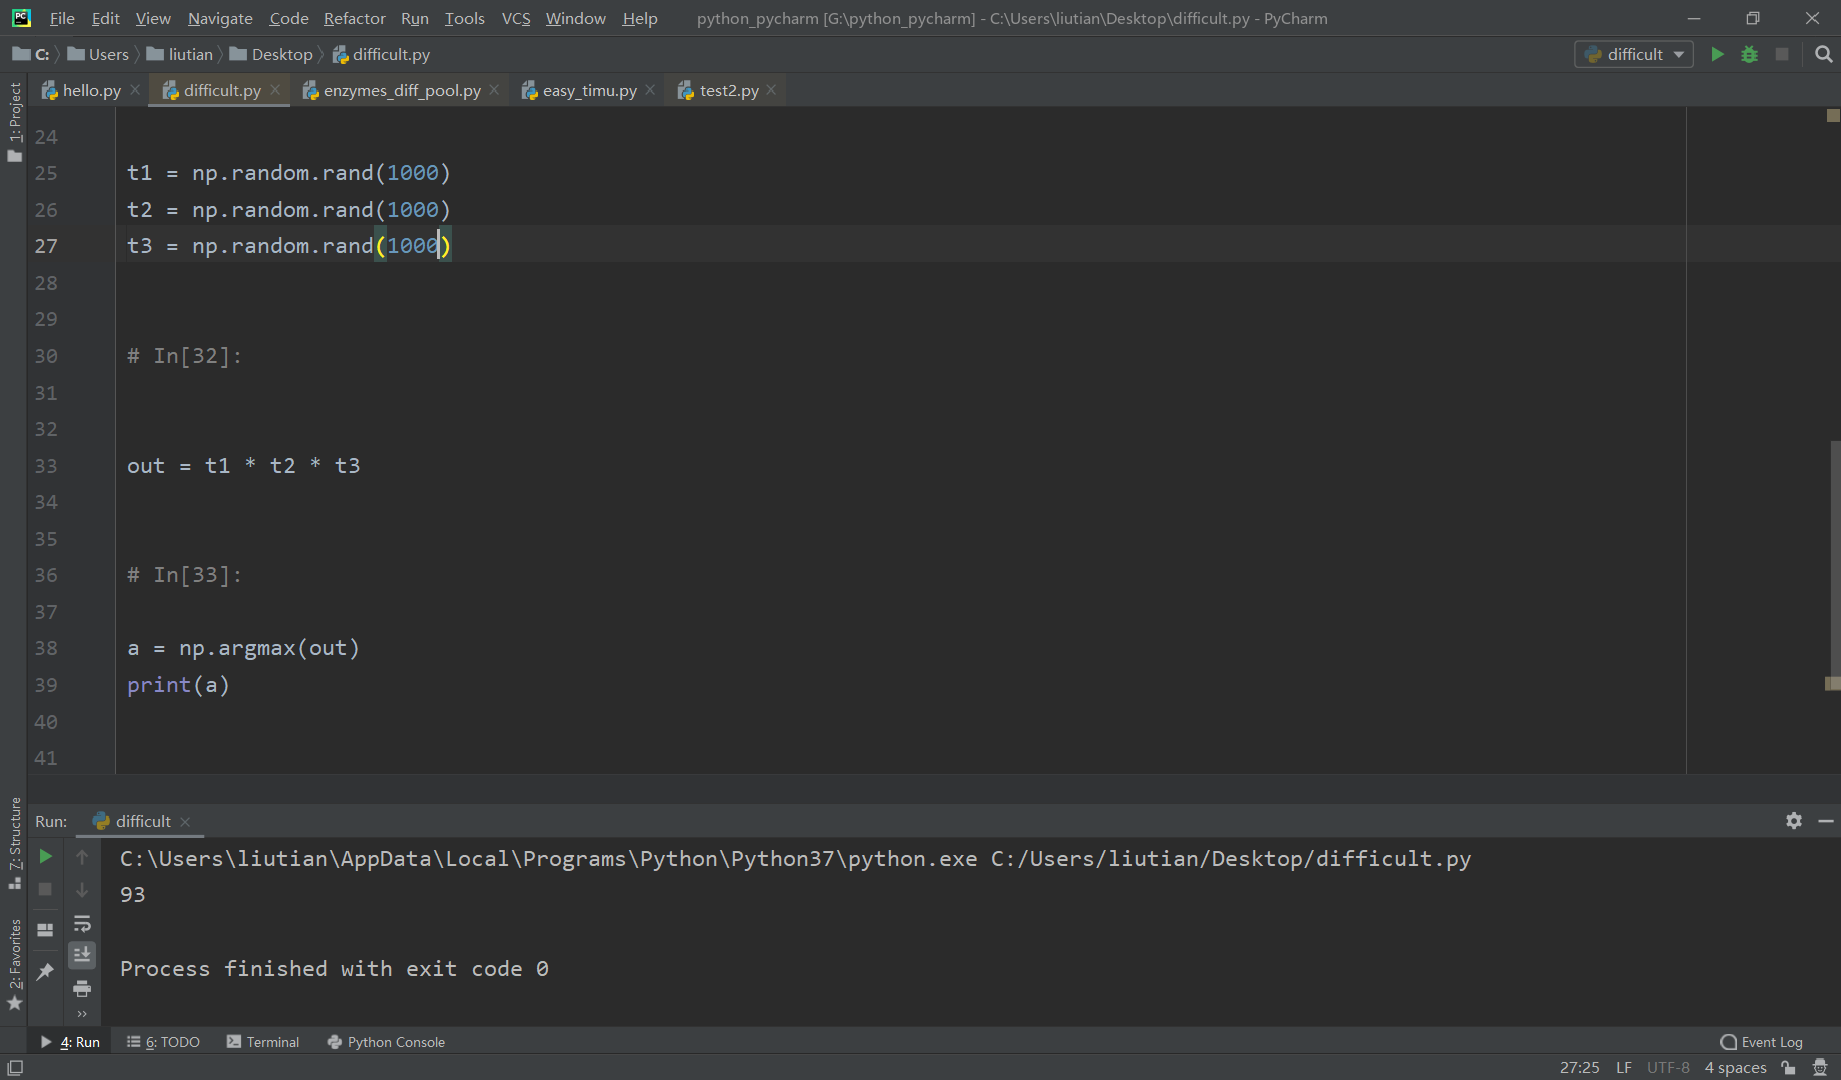 File Edit View Navigate Code Refactor Run Tools VCS Window Help python_pycharm [G:\python_pycharm] - C:\Users\liutian\Desktop\difficult.py - PyCharm
C: Users liutian Desktop difficult.py difficult
hello.py difficult.py enzymes_diff_pool.py easy_timu.py test2.py
1: Project
24
25 t1 = np.random.rand(1000)
26 t2 = np.random.rand(1000)
27 t3 = np.random.rand(1000)
28
29
30 # In[32]:
31
32
33 out = t1 * t2 * t3
34
35
36 # In[33]:
37
38 a = np.argmax(out)
39 print(a)
40
41
7: Structure
2: Favorites
Run: difficult
C:\Users\liutian\AppData\Local\Programs\Python\Python37\python.exe C:/Users/liutian/Desktop/difficult.py
93
Process finished with exit code 0
4: Run 6: TODO Terminal Python Console Event Log
27:25 LF UTF-8 4 spaces